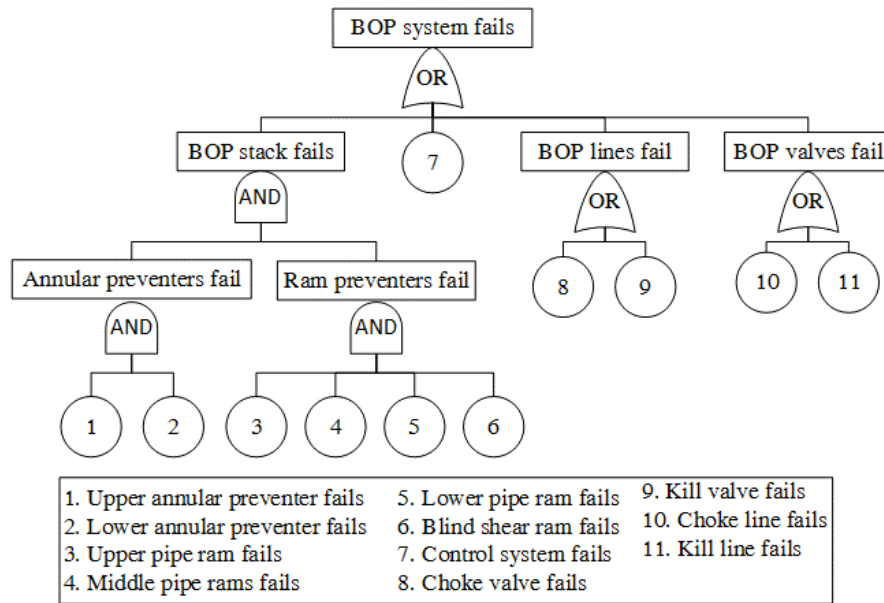 BOP system fails
OR
BOP stack fails
7
BOP lines fail
BOP valves fail
AND
OR
OR
Annular preventers fail
Ram preventers fail
8
9
10
11
AND
AND
1
2
3
4
5
6
1. Upper annular preventer fails
2. Lower annular preventer fails
3. Upper pipe ram fails
4. Middle pipe rams fails
5. Lower pipe ram fails
6. Blind shear ram fails
7. Control system fails
8. Choke valve fails
9. Kill valve fails
10. Choke line fails
11. Kill line fails